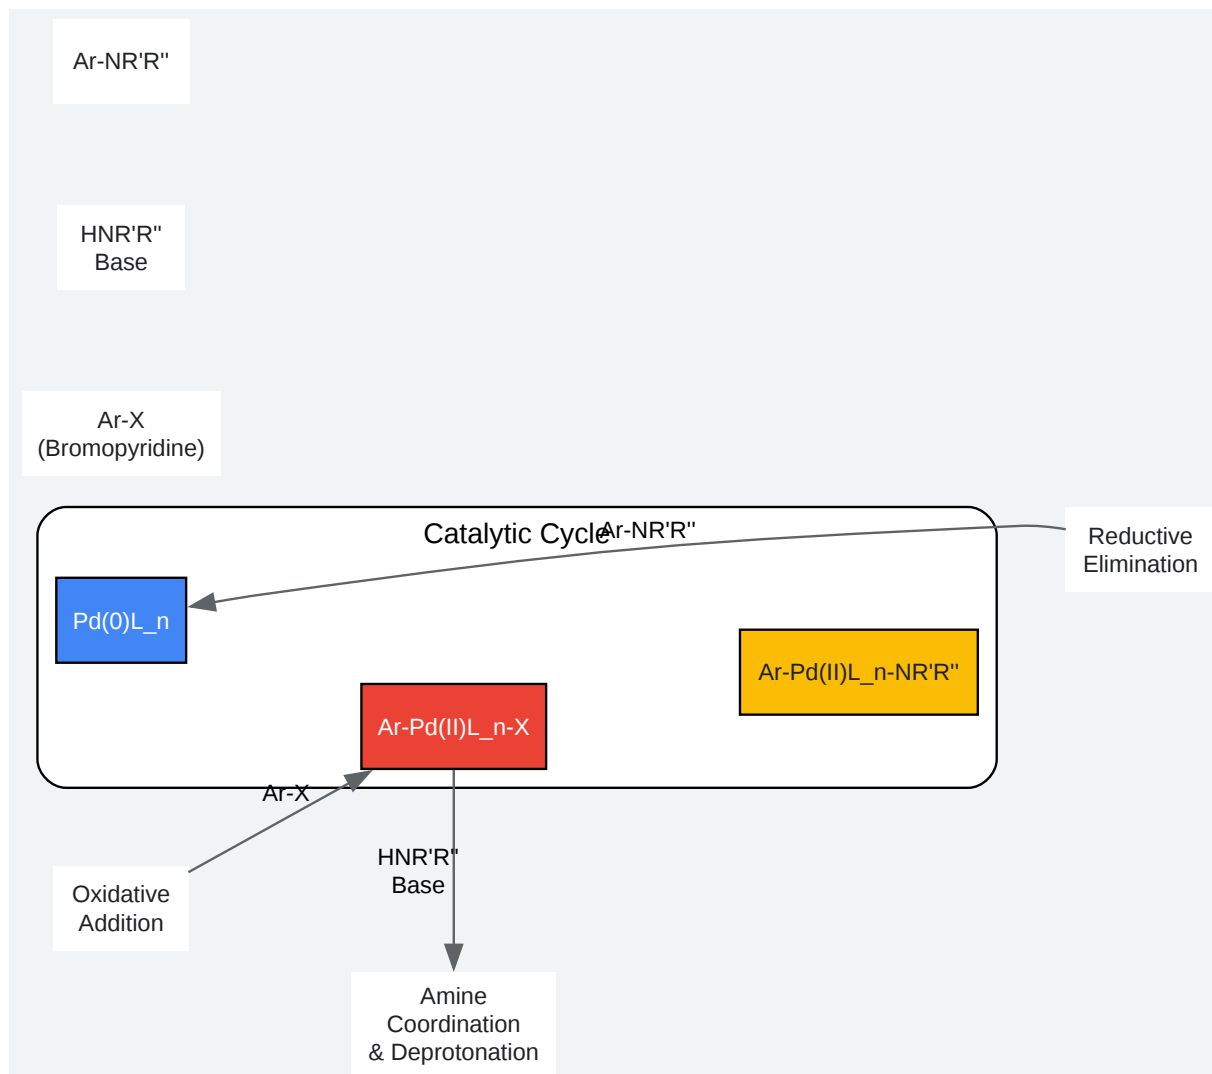 Ar-NR'R''
HNR'R''
Base
Ar-X
(Bromopyridine)
Catalytic Cycle
Ar-NR'R''
Reductive
Elimination
Pd(0)L_n
Ar-Pd(II)L_n-NR'R''
Ar-Pd(II)L_n-X
Ar-X
HNR'R''
Base
Oxidative
Addition
Amine
Coordination
& Deprotonation